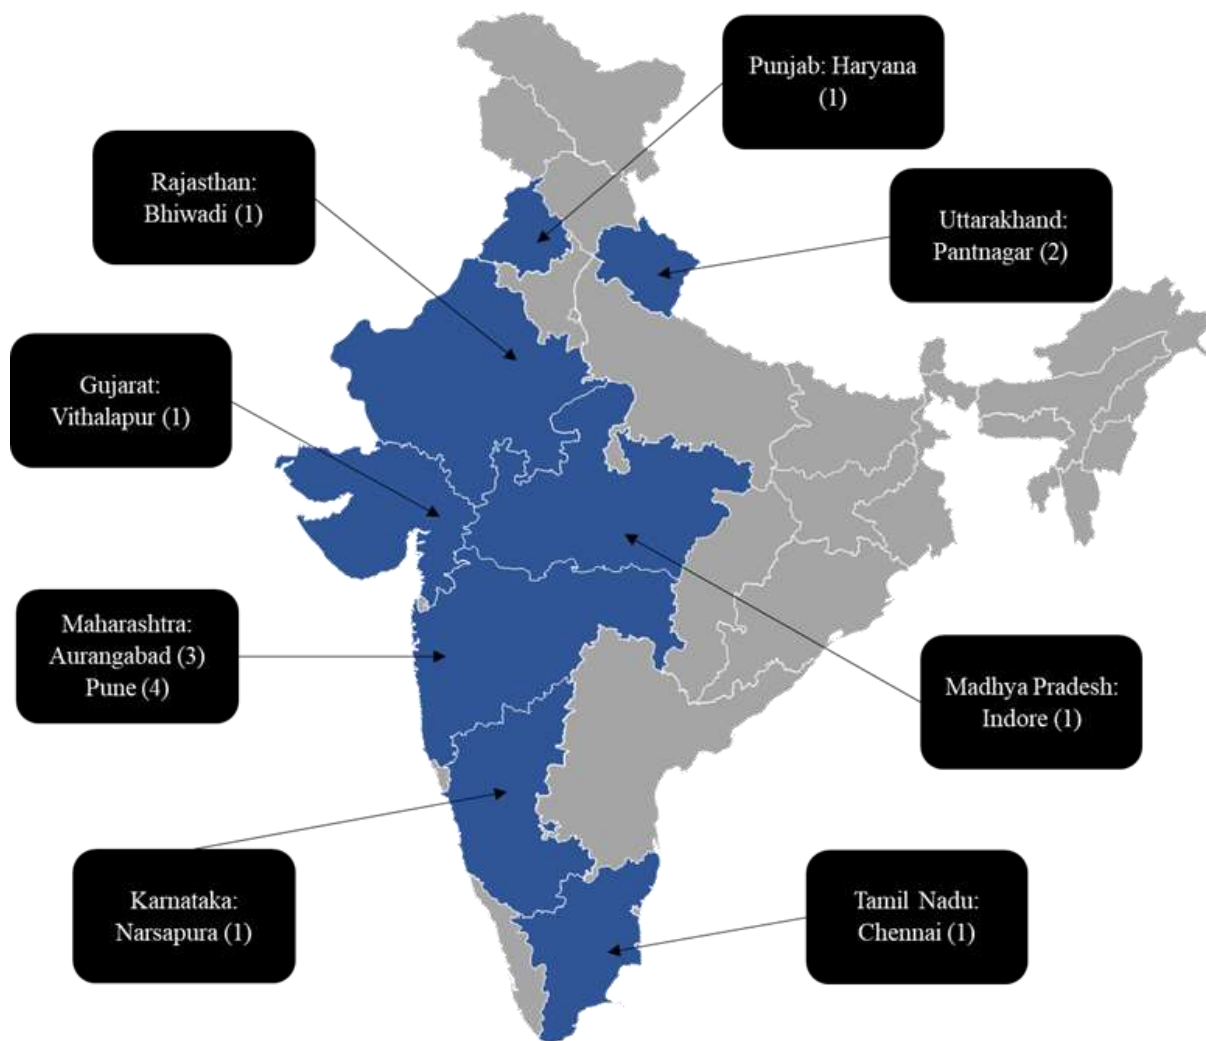 Punjab: Haryana
(1)
Rajasthan:
Bhiwadi (1)
Uttarakhand:
Pantnagar (2)
Gujarat:
Vithalapur (1)
Maharashtra:
Aurangabad (3)
Pune (4)
Madhya Pradesh:
Indore (1)
Karnataka:
Narsapura (1)
Tamil Nadu:
Chennai (1)